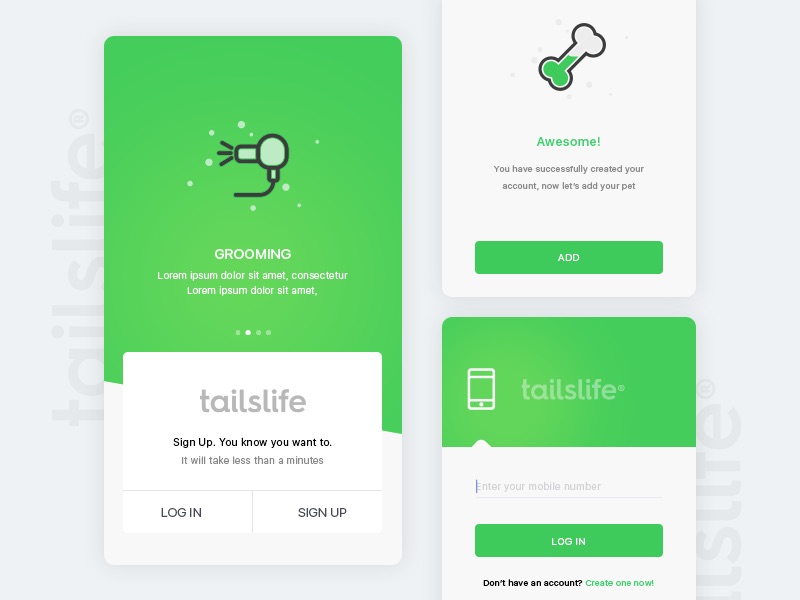 tailslife®
GROOMING
Lorem ipsum dolor sit amet, consectetur
Lorem ipsum dolor sit amet,
tailslife
Sign Up. You know you want to.
It will take less than a minutes
LOG IN
SIGN UP
Awesome!
You have successfully created your
account, now let's add your pet
ADD
tailslife®
Enter your mobile number
LOG IN
Don't have an account? Create one now!
tailslife®